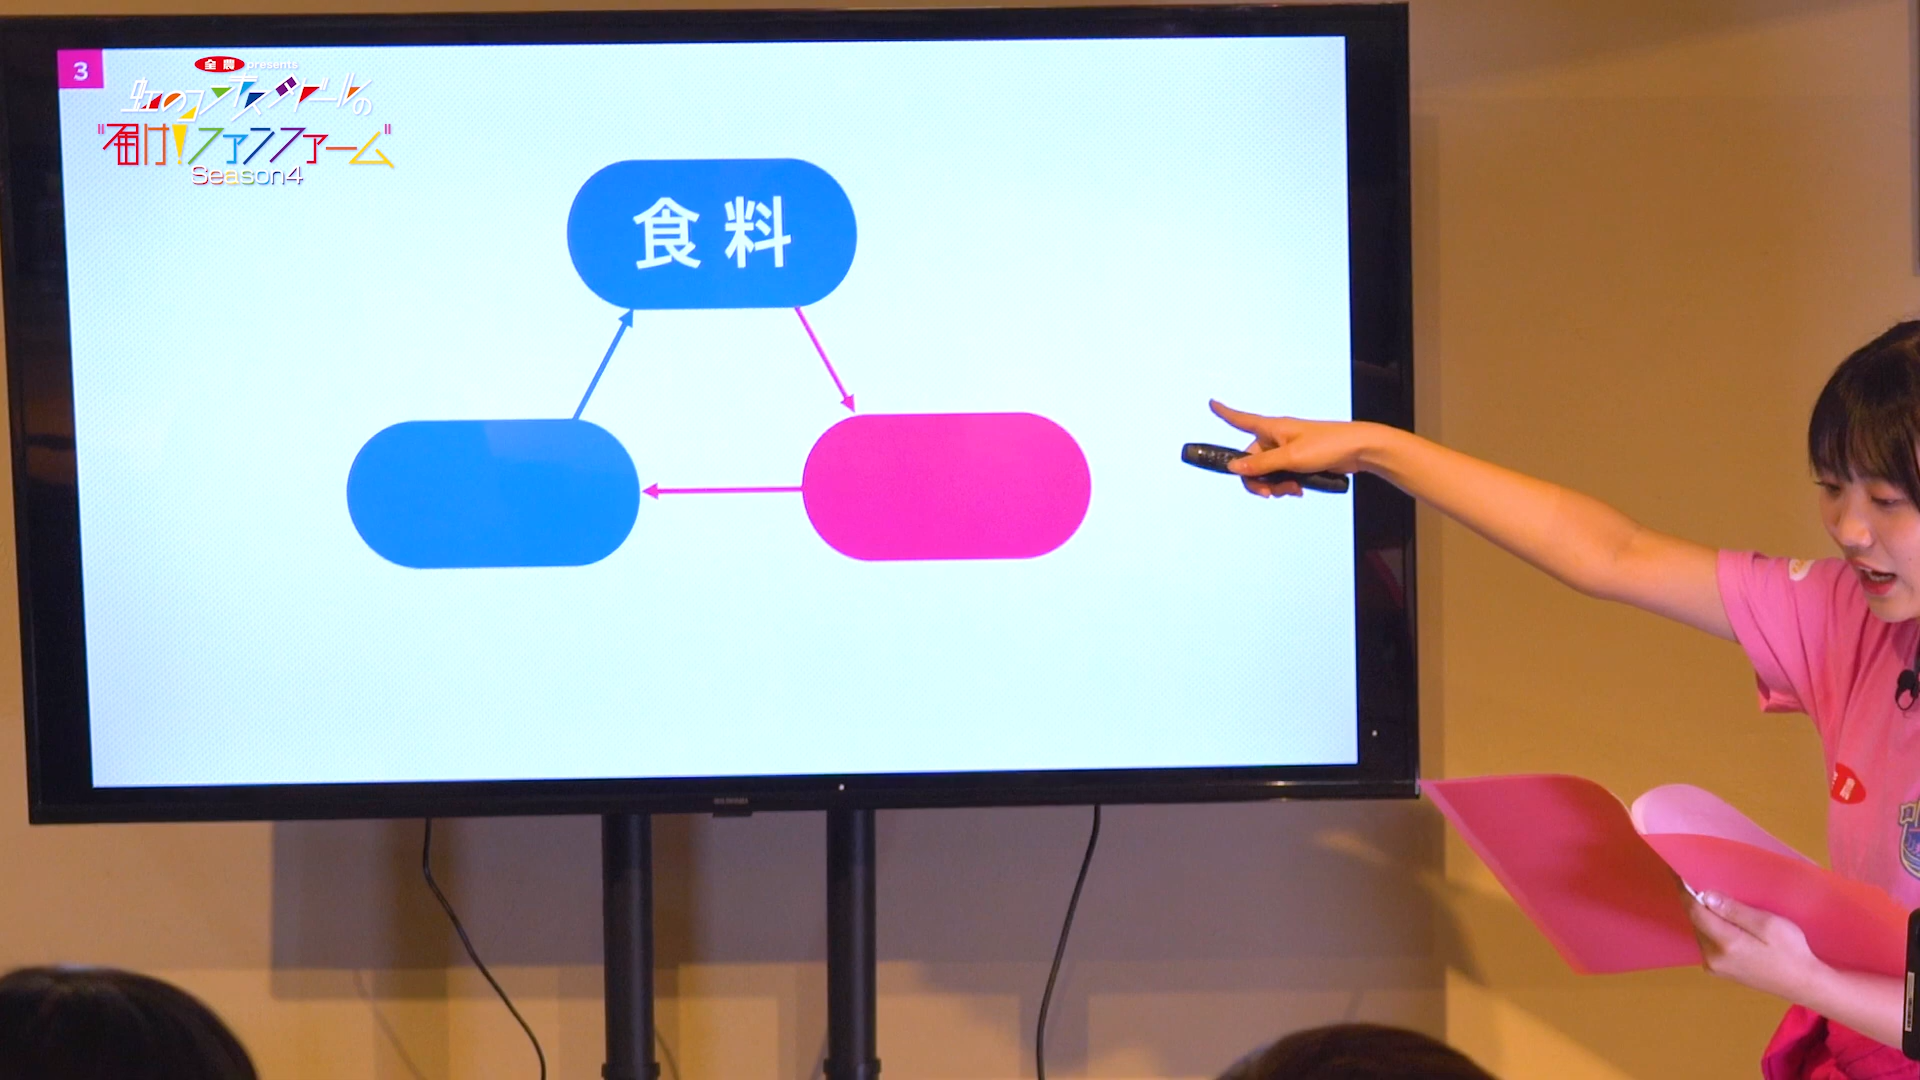 3
全農 presents
虹のコンキスタドールの
"届け!ファンファーム"
Season4
食料